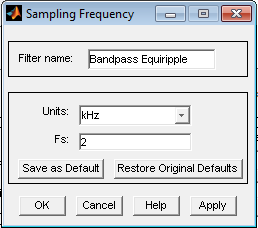 Sampling Frequency
Filter name: Bandpass Equiripple
Units: kHz
Fs: 2
Save as Default Restore Original Defaults
OK Cancel Help Apply